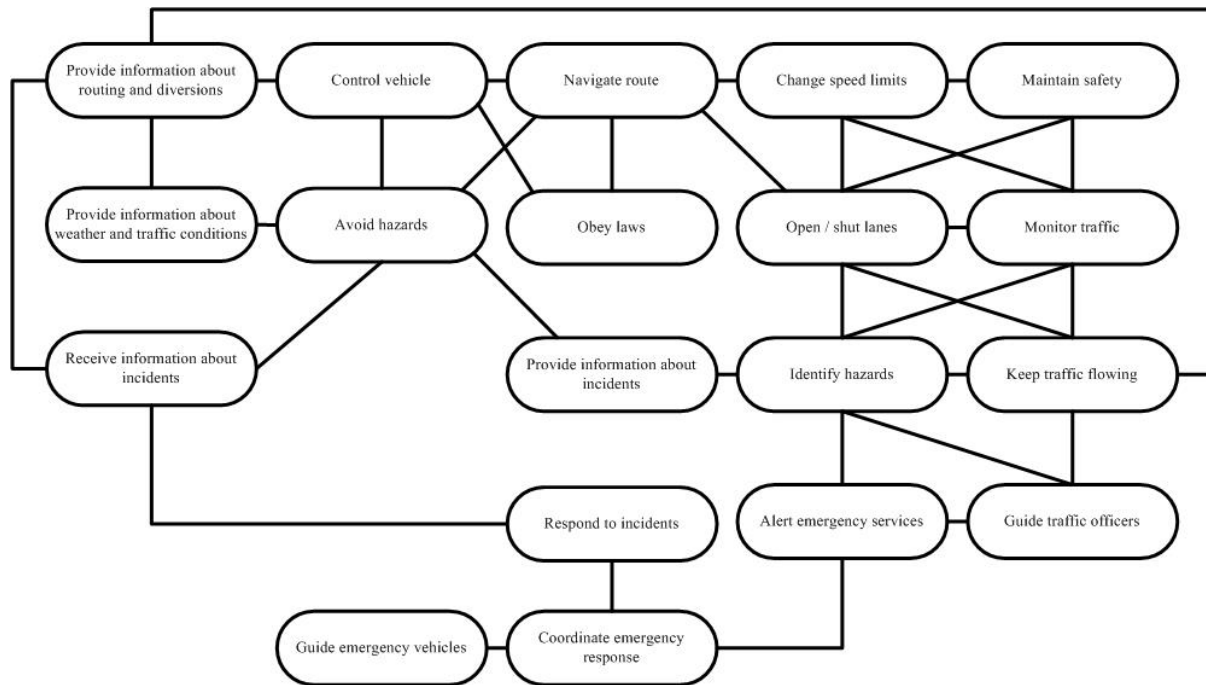 Provide information about
routing and diversions
Control vehicle
Navigate route
Change speed limits
Maintain safety
Provide information about
weather and traffic conditions
Avoid hazards
Obey laws
Open / shut lanes
Monitor traffic
Receive information about
incidents
Provide information about
incidents
Identify hazards
Keep traffic flowing
Respond to incidents
Alert emergency services
Guide traffic officers
Guide emergency vehicles
Coordinate emergency
response